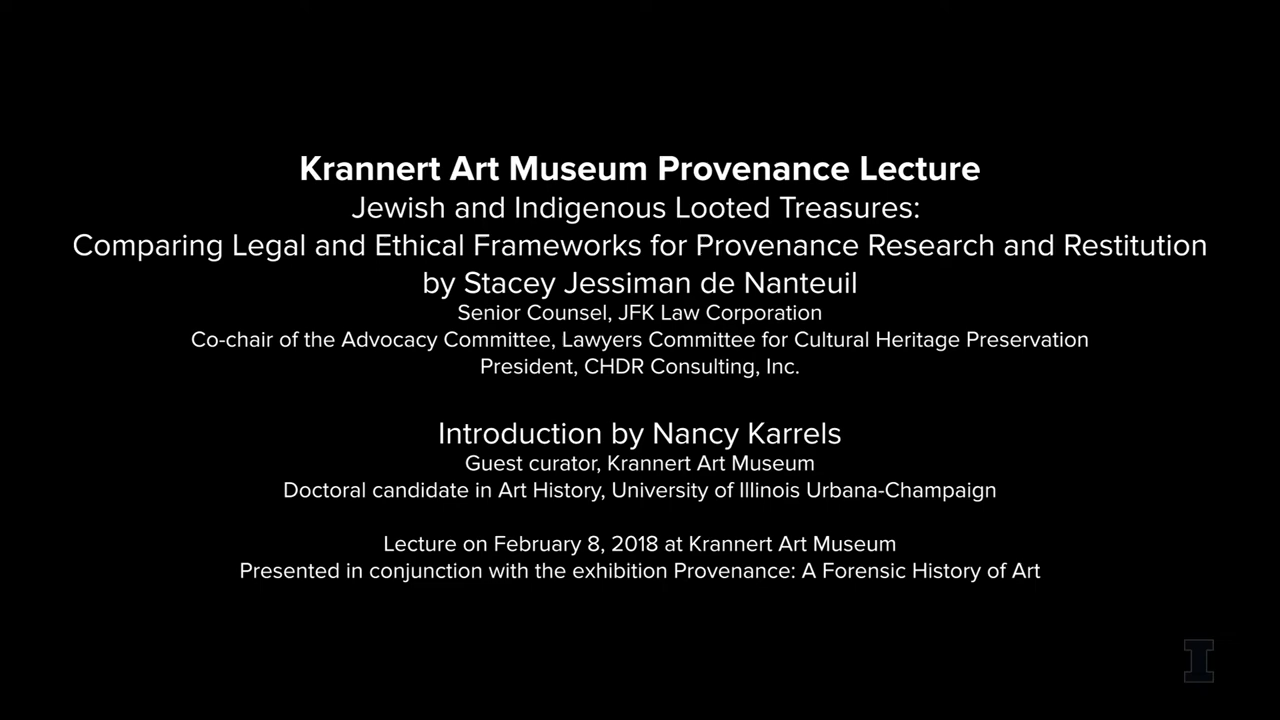 Krannert Art Museum Provenance Lecture
Jewish and Indigenous Looted Treasures:
Comparing Legal and Ethical Frameworks for Provenance Research and Restitution
by Stacey Jessiman de Nanteuil
Senior Counsel, JFK Law Corporation
Co-chair of the Advocacy Committee, Lawyers Committee for Cultural Heritage Preservation
President, CHDR Consulting, Inc.
Introduction by Nancy Karrels
Guest curator, Krannert Art Museum
Doctoral candidate in Art History, University of Illinois Urbana-Champaign
Lecture on February 8, 2018 at Krannert Art Museum
Presented in conjunction with the exhibition Provenance: A Forensic History of Art
I